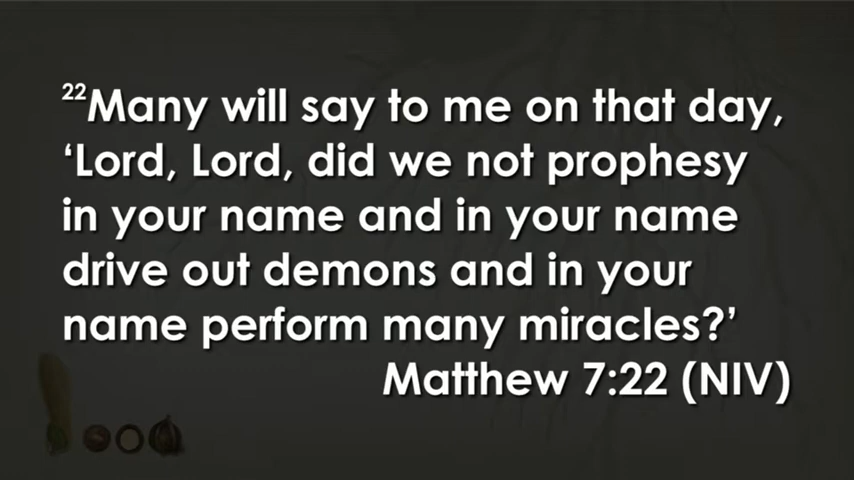 22Many will say to me on that day,
‘Lord, Lord, did we not prophesy
in your name and in your name
drive out demons and in your
name perform many miracles?’
Matthew 7:22 (NIV)